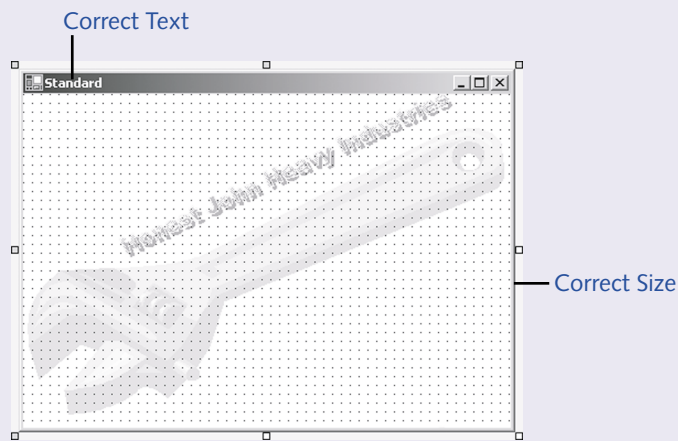 Correct Text
Standard
Honest John Heavy Industries
Correct Size